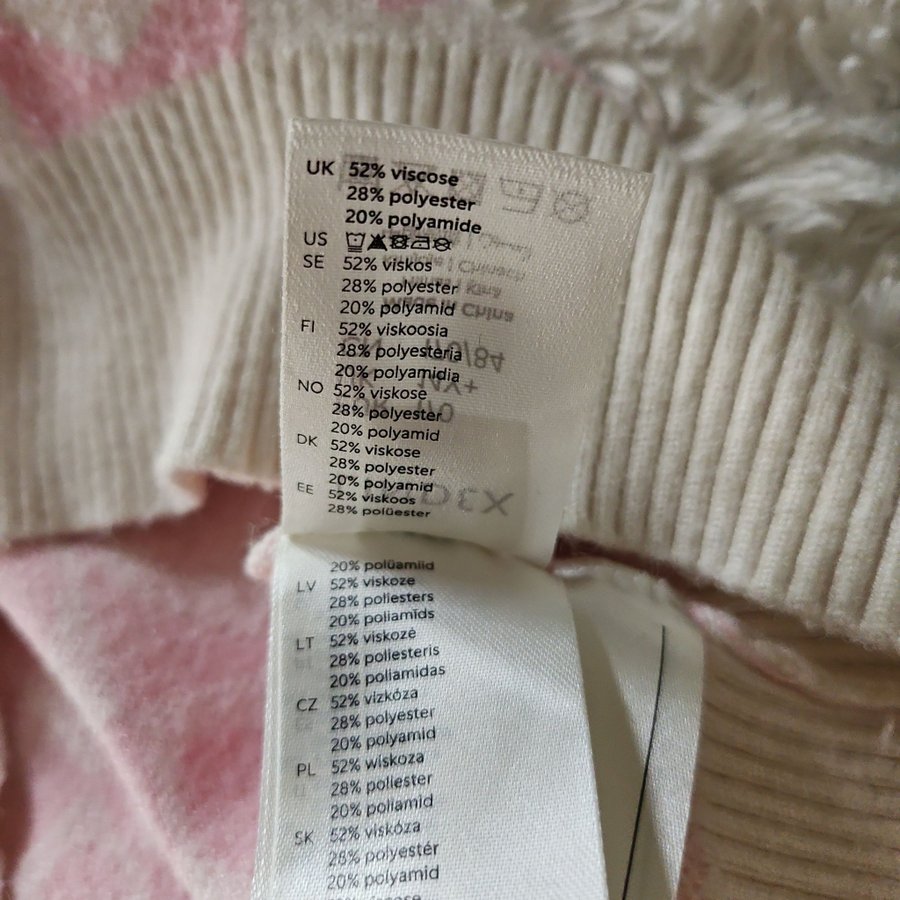 UK 52% viscose
28% polyester
20% polyamide
US
SE 52% viskos
28% polyester
20% polyamid
FI 52% viskoosia
28% polyesteria
20% polyamidia
NO 52% viskose
28% polyester
20% polyamid
DK 52% viskose
28% polyester
20% polyamid
EE 52% viskoos
28% polüester
20% polüamiid
LV 52% viskoze
28% poliesters
20% poliamīds
LT 52% viskozė
28% poliesteris
20% poliamidas
CZ 52% vizkóza
28% polyester
20% polyamid
PL 52% wiskoza
28% poliester
20% poliamid
SK 52% viskóza
28% polyestér
20% polyamid
Made in China